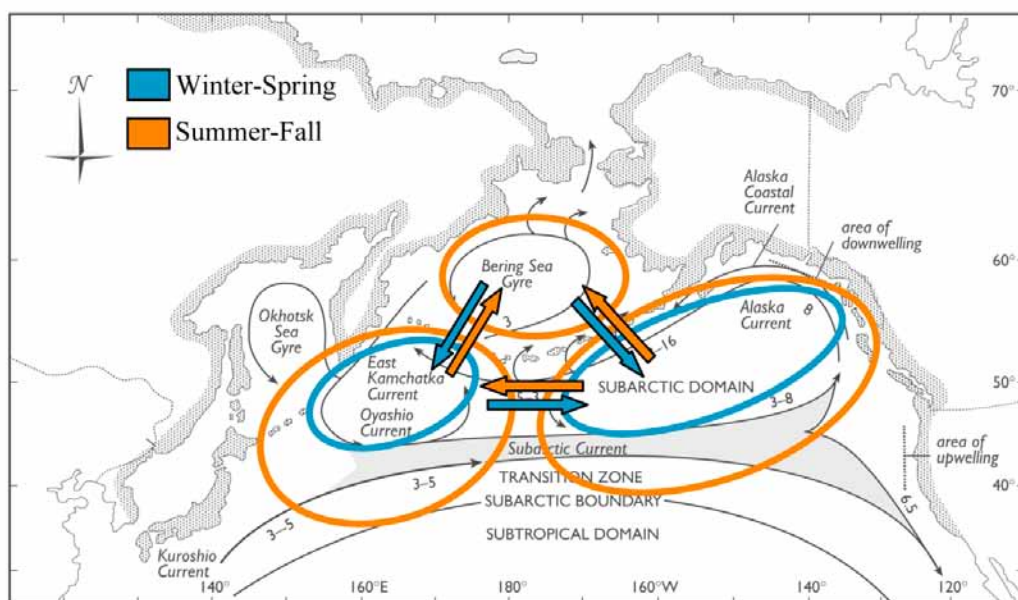 N
Winter-Spring
Summer-Fall
70°
60°
50°
40°
Alaska
Coastal
Current
area of
downwelling
Bering Sea
Gyre
3
Okhotsk
Sea
Gyre
Alaska
Current
8
–16
East
Kamchatka
Current
SUBARCTIC DOMAIN
3–8
Oyashio
Current
Subarctic Current
area of
upwelling
TRANSITION ZONE
3–5
SUBARCTIC BOUNDARY
6.5
3–5
SUBTROPICAL DOMAIN
Kuroshio
Current
140°
160°E
180°
160°W
140°
120°